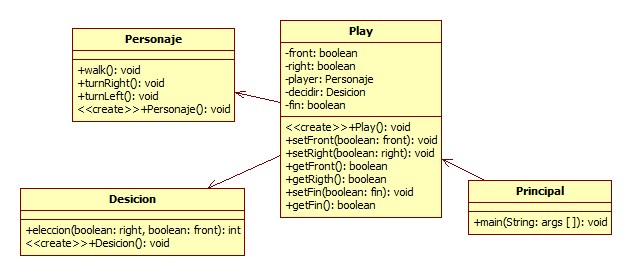 Personaje
+walk(): void
+turnRight(): void
+turnLeft(): void
<<create>>+Personaje(): void
Play
-front: boolean
-right: boolean
-player: Personaje
-decidir: Desicion
-fin: boolean
<<create>>+Play(): void
+setFront(boolean: front): void
+setRight(boolean: right): void
+getFront(): boolean
+getRigth(): boolean
+setFin(boolean: fin): void
+getFin(): boolean
Desicion
+eleccion(boolean: right, boolean: front): int
<<create>>+Desicion(): void
Principal
+main(String: args [ ]): void